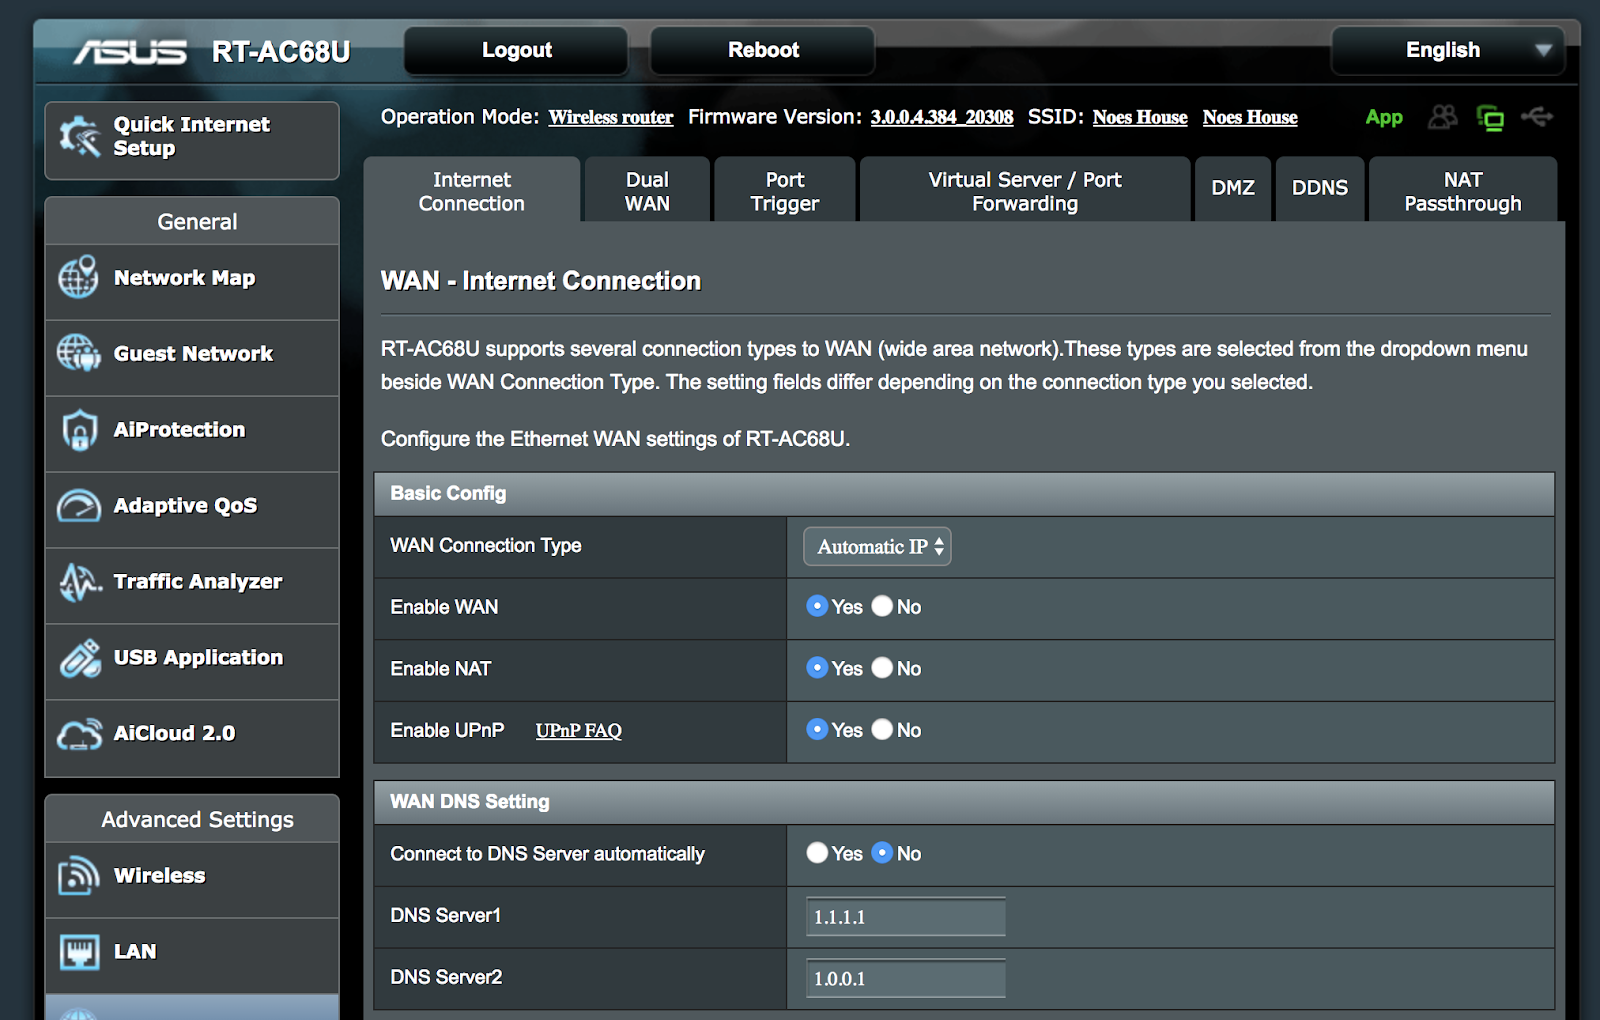 ASUS RT-AC68U Logout Reboot English
Operation Mode: Wireless router Firmware Version: 3.0.0.4.384_20308 SSID: Noes House Noes House App
Quick Internet
Setup
General
Network Map
Guest Network
AiProtection
Adaptive QoS
Traffic Analyzer
USB Application
AiCloud 2.0
Advanced Settings
Wireless
LAN
Internet
Connection
Dual
WAN
Port
Trigger
Virtual Server / Port
Forwarding
DMZ
DDNS
NAT
Passthrough
WAN - Internet Connection
RT-AC68U supports several connection types to WAN (wide area network).These types are selected from the dropdown menu
beside WAN Connection Type. The setting fields differ depending on the connection type you selected.
Configure the Ethernet WAN settings of RT-AC68U.
Basic Config
WAN Connection Type Automatic IP
Enable WAN Yes No
Enable NAT Yes No
Enable UPnP UPnP FAQ Yes No
WAN DNS Setting
Connect to DNS Server automatically Yes No
DNS Server1 1.1.1.1
DNS Server2 1.0.0.1